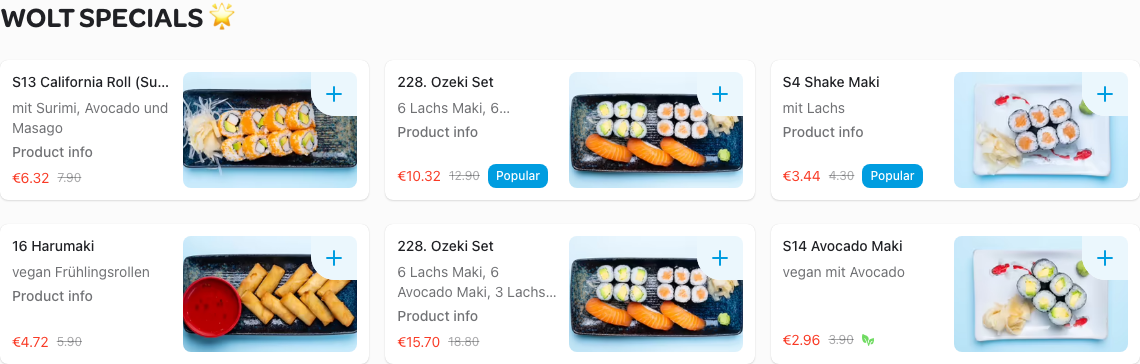 WOLT SPECIALS 🌟
S13 California Roll (Su...
mit Surimi, Avocado und
Masago
Product info
€6.32 7.90
228. Ozeki Set
6 Lachs Maki, 6...
Product info
€10.32 12.90 Popular
S4 Shake Maki
mit Lachs
Product info
€3.44 4.30 Popular
16 Harumaki
vegan Frühlingsrollen
Product info
€4.72 5.90
228. Ozeki Set
6 Lachs Maki, 6
Avocado Maki, 3 Lachs...
Product info
€15.70 18.80
S14 Avocado Maki
vegan mit Avocado
€2.96 3.90